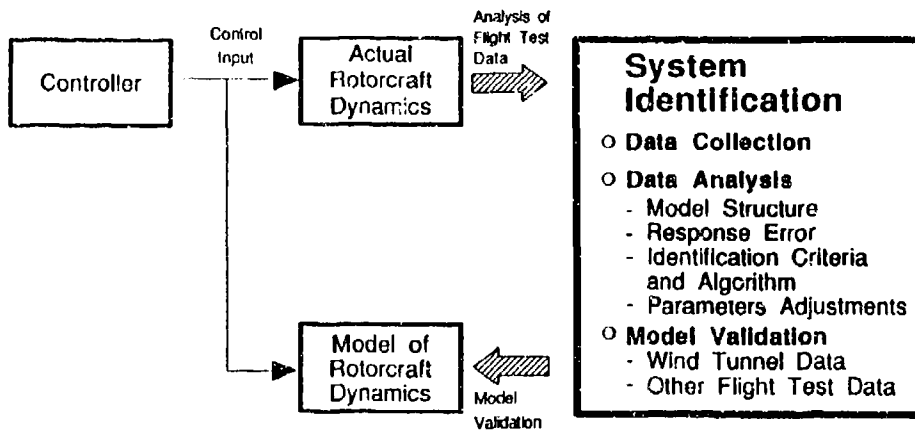 Controller
Control
Input
Actual
Rotorcraft
Dynamics
Analysis of
Flight Test
Data
System
Identification
o Data Collection
o Data Analysis
- Model Structure
- Response Error
- Identification Criteria
and Algorithm
- Parameters Adjustments
o Model Validation
- Wind Tunnel Data
- Other Flight Test Data
Model of
Rotorcraft
Dynamics
Model
Validation